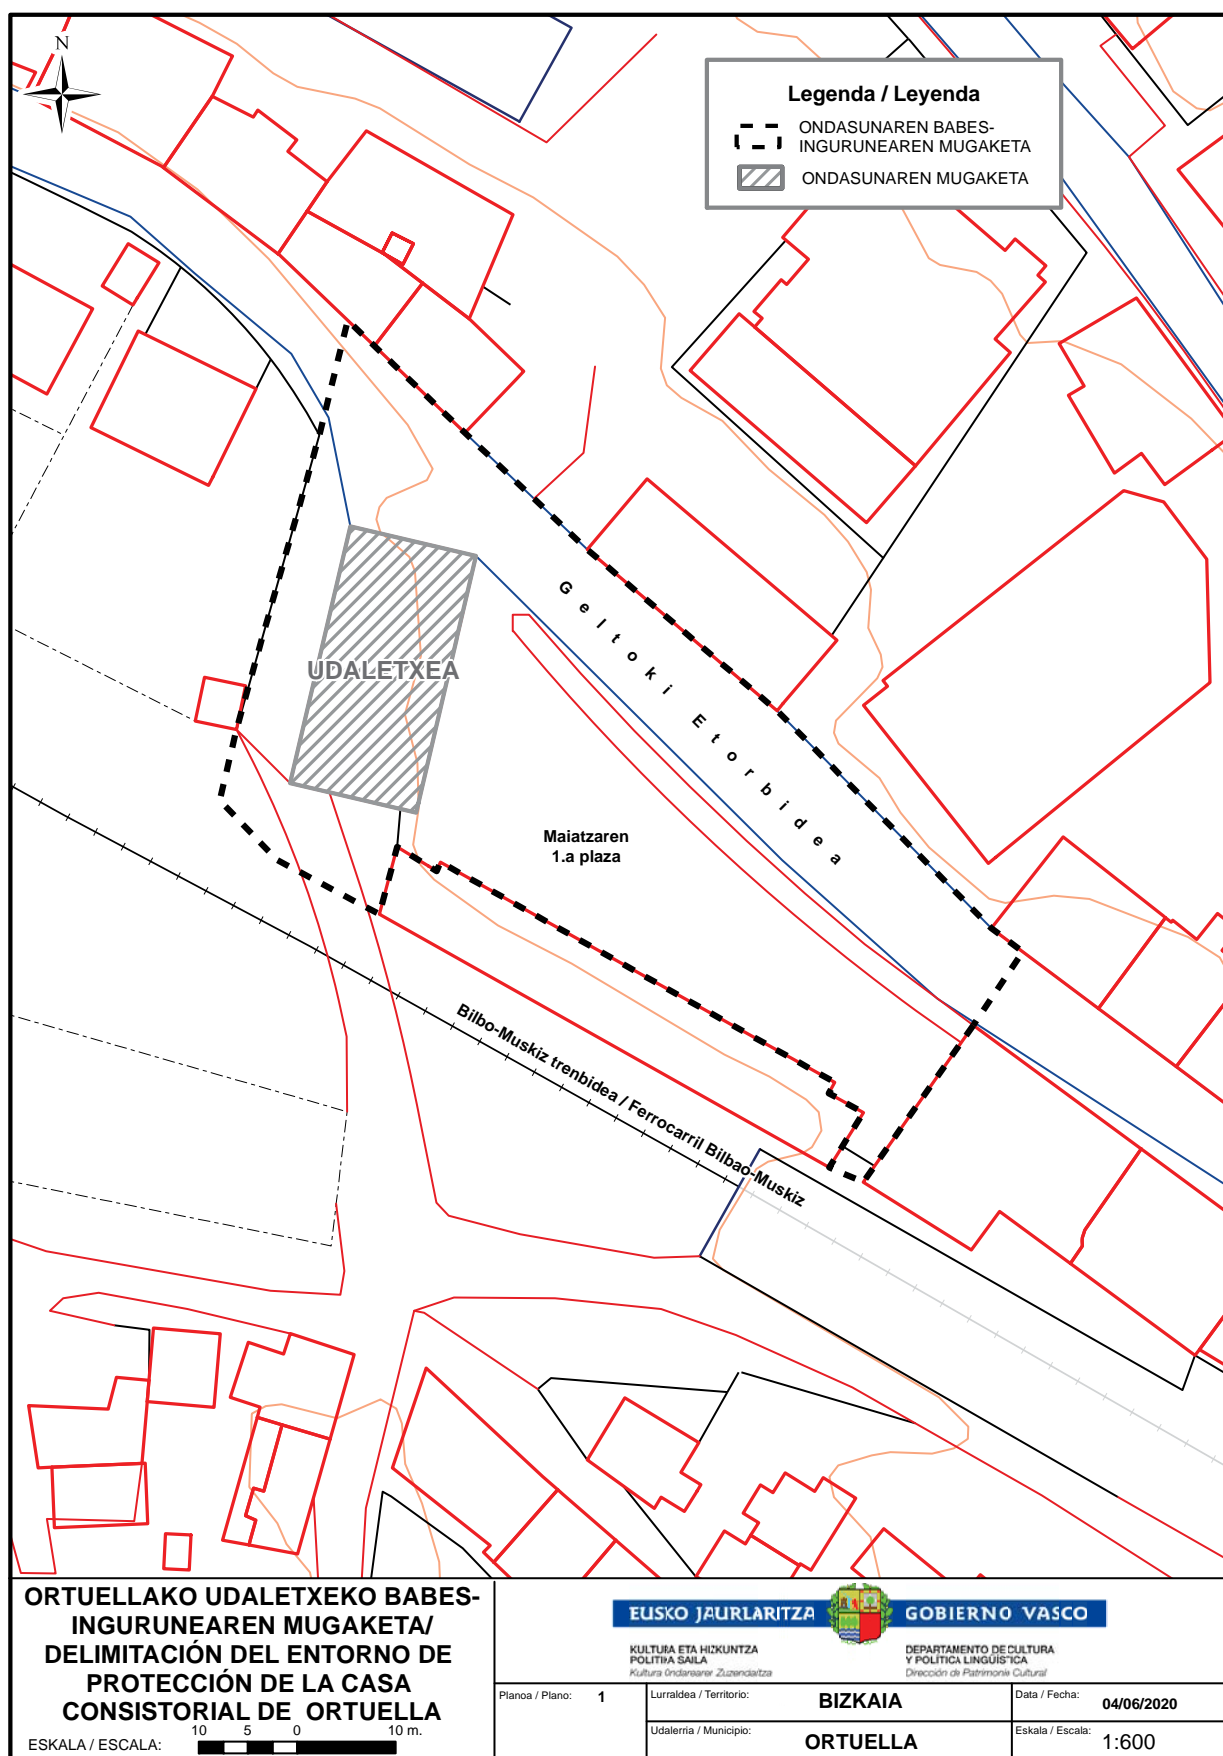 N
Legenda / Leyenda
ONDASUNAREN BABES-
INGURUNEAREN MUGAKETA
ONDASUNAREN MUGAKETA
UDALETXEA
Geltoki Etorbidea
Maiatzaren
1.a plaza
Bilbo-Muskiz trenbidea / Ferrocarril Bilbao-Muskiz
ORTUELLAKO UDALETXEKO BABES-
INGURUNEAREN MUGAKETA/
DELIMITACIÓN DEL ENTORNO DE
PROTECCIÓN DE LA CASA
CONSISTORIAL DE ORTUELLA
ESKALA / ESCALA:
10 5 0 10 m.
EUSKO JAURLARITZA
GOBIERNO VASCO
KULTURA ETA HIZKUNTZA
POLITIKA SAILA
Kultura Ondarearen Zuzendaritza
DEPARTAMENTO DE CULTURA
Y POLÍTICA LINGÜÍSTICA
Dirección de Patrimonio Cultural
Planoa / Plano: 1
Lurraldea / Territorio: BIZKAIA
Data / Fecha: 04/06/2020
Udalerria / Municipio: ORTUELLA
Eskala / Escala: 1:600